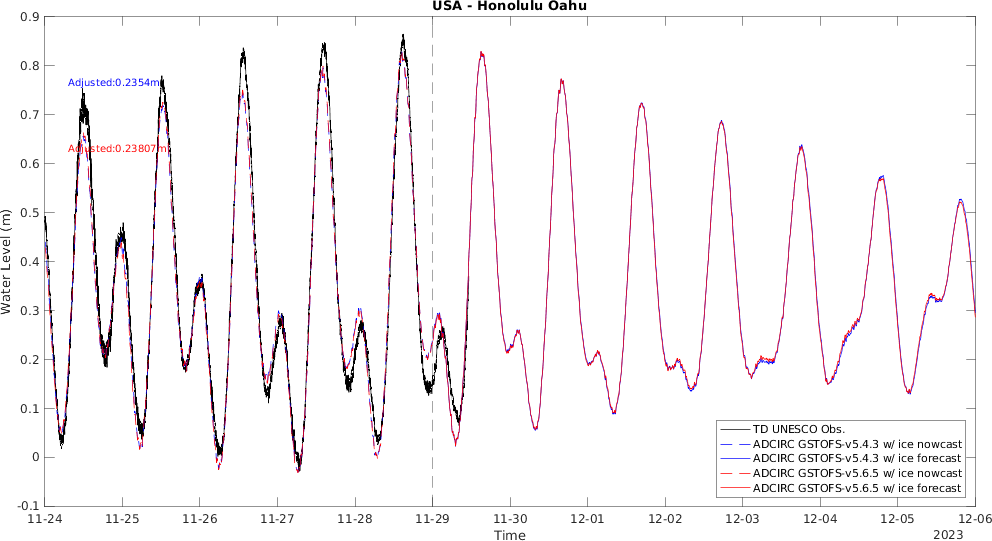 USA - Honolulu Oahu
0.9
0.8
0.7
0.6
0.5
0.4
0.3
0.2
0.1
0
-0.1
Water Level (m)
Adjusted:0.2354m
Adjusted:0.23807m
TD UNESCO Obs.
ADCIRC GSTOFS-v5.4.3 w/ ice nowcast
ADCIRC GSTOFS-v5.4.3 w/ ice forecast
ADCIRC GSTOFS-v5.6.5 w/ ice nowcast
ADCIRC GSTOFS-v5.6.5 w/ ice forecast
11-24 11-25 11-26 11-27 11-28 11-29 11-30 12-01 12-02 12-03 12-04 12-05 12-06
Time
2023